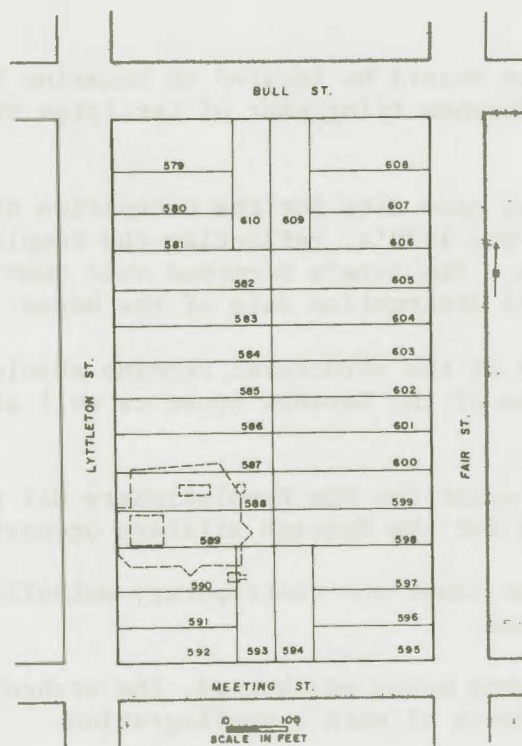 BULL ST.
579 608
580 607
610 609
581 606
582 605
583 604
584 603
585 602
586 601
587 600
588 599
589 598
590 597
591 596
592 593 594 595
LYTTLETON ST.
FAIR ST.
MEETING ST.
0 100
SCALE IN FEET